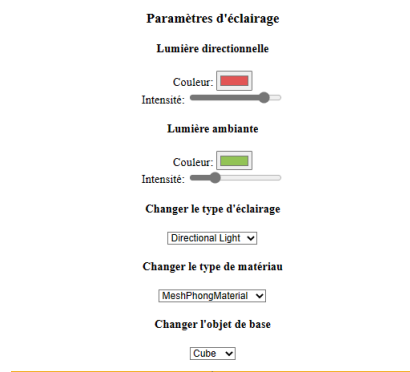 Paramètres d'éclairage
Lumière directionnelle
Couleur:
Intensité:
Lumière ambiante
Couleur:
Intensité:
Changer le type d'éclairage
Directional Light
Changer le type de matériau
MeshPhongMaterial
Changer l'objet de base
Cube